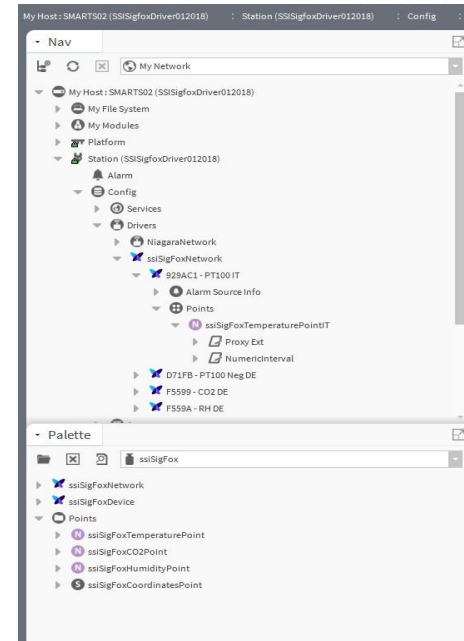 My Host : SMARTS02 (SSISigfoxDriver012018) : Station (SSISigfoxDriver012018) : Config :
Nav
My Network
My Host : SMARTS02 (SSISigfoxDriver012018)
My File System
My Modules
Platform
Station (SSISigfoxDriver012018)
Alarm
Config
Services
Drivers
NiagaraNetwork
ssiSigFoxNetwork
929AC1 - PT100 IT
Alarm Source Info
Points
N ssiSigFoxTemperaturePointIT
Proxy Ext
NumericInterval
D71FB - PT100 Neg DE
F5599 - CO2 DE
F559A - RH DE
Palette
ssiSigFox
ssiSigFoxNetwork
ssiSigFoxDevice
Points
N ssiSigFoxTemperaturePoint
N ssiSigFoxCO2Point
N ssiSigFoxHumidityPoint
S ssiSigFoxCoordinatesPoint